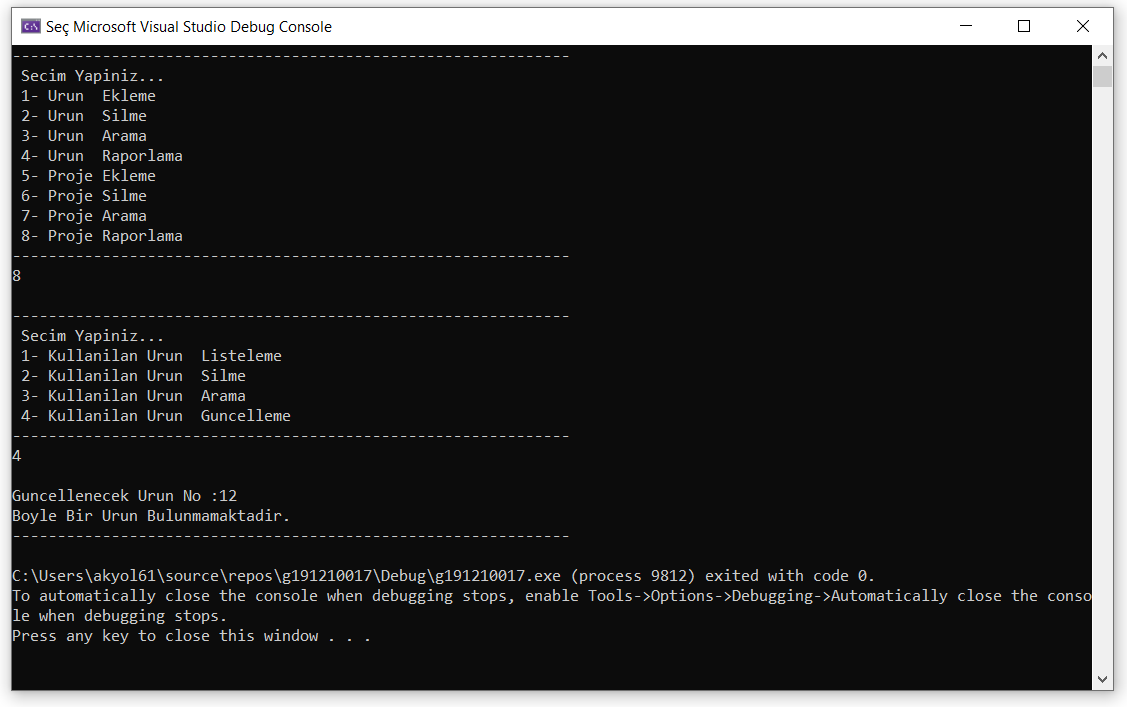 Seç Microsoft Visual Studio Debug Console
--------------------------------------------------------------
 Secim Yapiniz...
 1- Urun  Ekleme
 2- Urun  Silme
 3- Urun  Arama
 4- Urun  Raporlama
 5- Proje Ekleme
 6- Proje Silme
 7- Proje Arama
 8- Proje Raporlama
--------------------------------------------------------------
8
--------------------------------------------------------------
 Secim Yapiniz...
 1- Kullanilan Urun  Listeleme
 2- Kullanilan Urun  Silme
 3- Kullanilan Urun  Arama
 4- Kullanilan Urun  Guncelleme
--------------------------------------------------------------
4
Guncellenecek Urun No :12
Boyle Bir Urun Bulunmamaktadir.
--------------------------------------------------------------
C:\Users\akyol61\source\repos\g191210017\Debug\g191210017.exe (process 9812) exited with code 0.
To automatically close the console when debugging stops, enable Tools->Options->Debugging->Automatically close the conso
le when debugging stops.
Press any key to close this window . . .